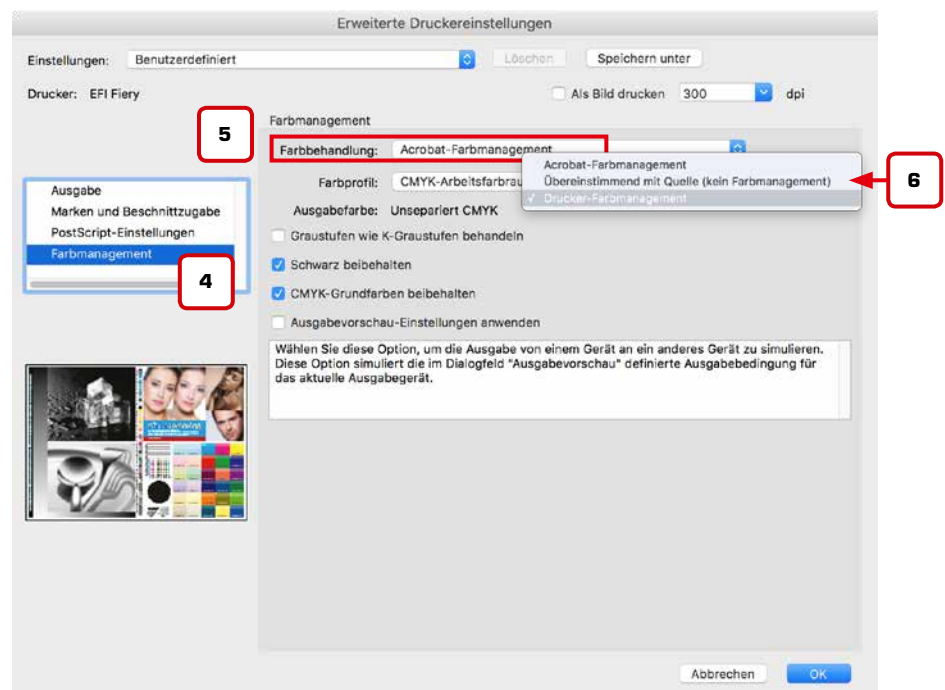 Erweiterte Druckereinstellungen
Einstellungen: Benutzerdefiniert Löschen Speichern unter
Drucker: EFI Fiery Als Bild drucken 300 dpi
Farbmanagement
5
Farbbehandlung: Acrobat-Farbmanagement
Acrobat-Farbmanagement
Übereinstimmend mit Quelle (kein Farbmanagement)
✓ Drucker-Farbmanagement
6
Farbprofil: CMYK-Arbeitsfarbrau
Ausgabefarbe: Unsepariert CMYK
Graustufen wie K-Graustufen behandeln
Schwarz beibehalten
CMYK-Grundfarben beibehalten
Ausgabevorschau-Einstellungen anwenden
Ausgabe
Marken und Beschnittzugabe
PostScript-Einstellungen
Farbmanagement
4
Wählen Sie diese Option, um die Ausgabe von einem Gerät an ein anderes Gerät zu simulieren.
Diese Option simuliert die im Dialogfeld "Ausgabevorschau" definierte Ausgabebedingung für
das aktuelle Ausgabegerät.
Abbrechen OK